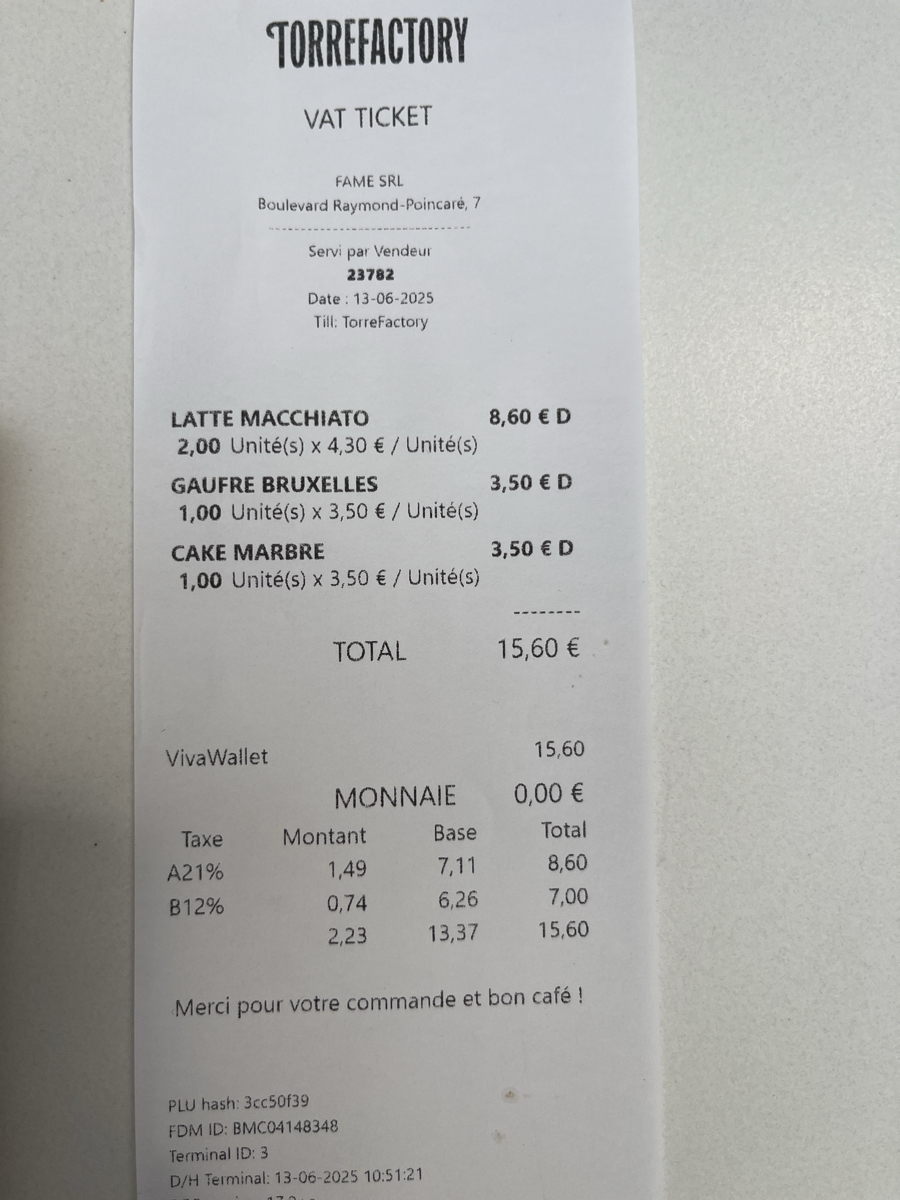 TORREFACTORY
VAT TICKET
FAME SRL
Boulevard Raymond-Poincaré, 7
--------------------------------
Servi par Vendeur
23782
Date : 13-06-2025
Till: TorreFactory
LATTE MACCHIATO 8,60 € D
2,00 Unité(s) x 4,30 € / Unité(s)
GAUFRE BRUXELLES 3,50 € D
1,00 Unité(s) x 3,50 € / Unité(s)
CAKE MARBRE 3,50 € D
1,00 Unité(s) x 3,50 € / Unité(s)
--------
TOTAL 15,60 €
VivaWallet 15,60
MONNAIE 0,00 €
Taxe Montant Base Total
A21% 1,49 7,11 8,60
B12% 0,74 6,26 7,00
2,23 13,37 15,60
Merci pour votre commande et bon café !
PLU hash: 3cc50f39
FDM ID: BMC04148348
Terminal ID: 3
D/H Terminal: 13-06-2025 10:51:21